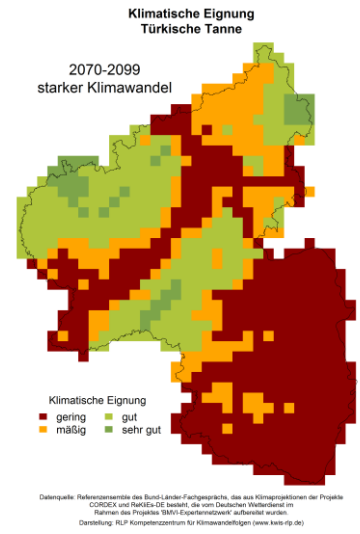 Klimatische Eignung
Türkische Tanne
2070-2099
starker Klimawandel
Klimatische Eignung
gering gut
mäßig sehr gut
Datenquelle: Referenzensemble des Bund-Länder-Fachgesprächs, das aus Klimaprojektionen der Projekte
CORDEX und ReKliEs-DE besteht, die vom Deutschen Wetterdienst im
Rahmen des Projektes 'BMVI-Expertennetzwerk' aufbereitet wurden.
Darstellung: RLP Kompetenzzentrum für Klimawandelfolgen (www.kwis-rlp.de)